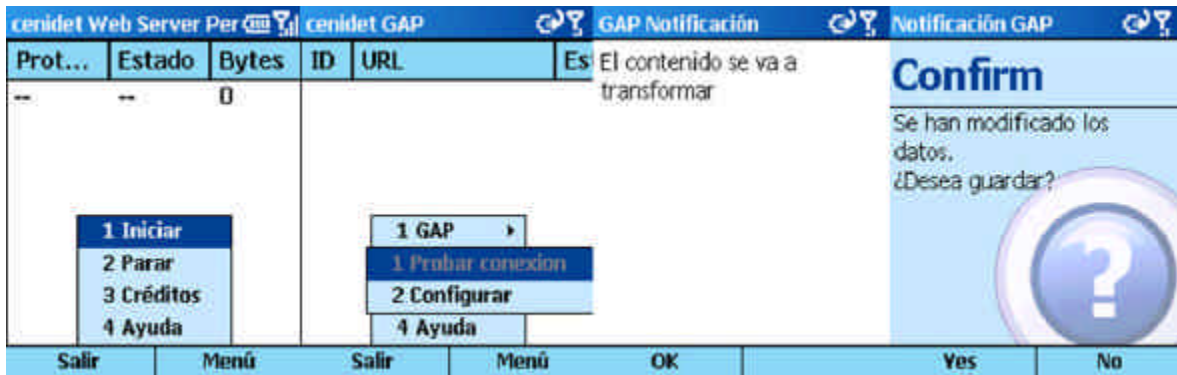 cenidet Web Server Per
Prot... Estado Bytes
-- -- 0
1 Iniciar
2 Parar
3 Créditos
4 Ayuda
Salir Menú
cenidet GAP
ID URL Es
1 GAP
1 Probar conexion
2 Configurar
4 Ayuda
Salir Menú
GAP Notificación
El contenido se va a
transformar
OK
Notificación GAP
Confirm
Se han modificado los
datos.
¿Desea guardar?
Yes No